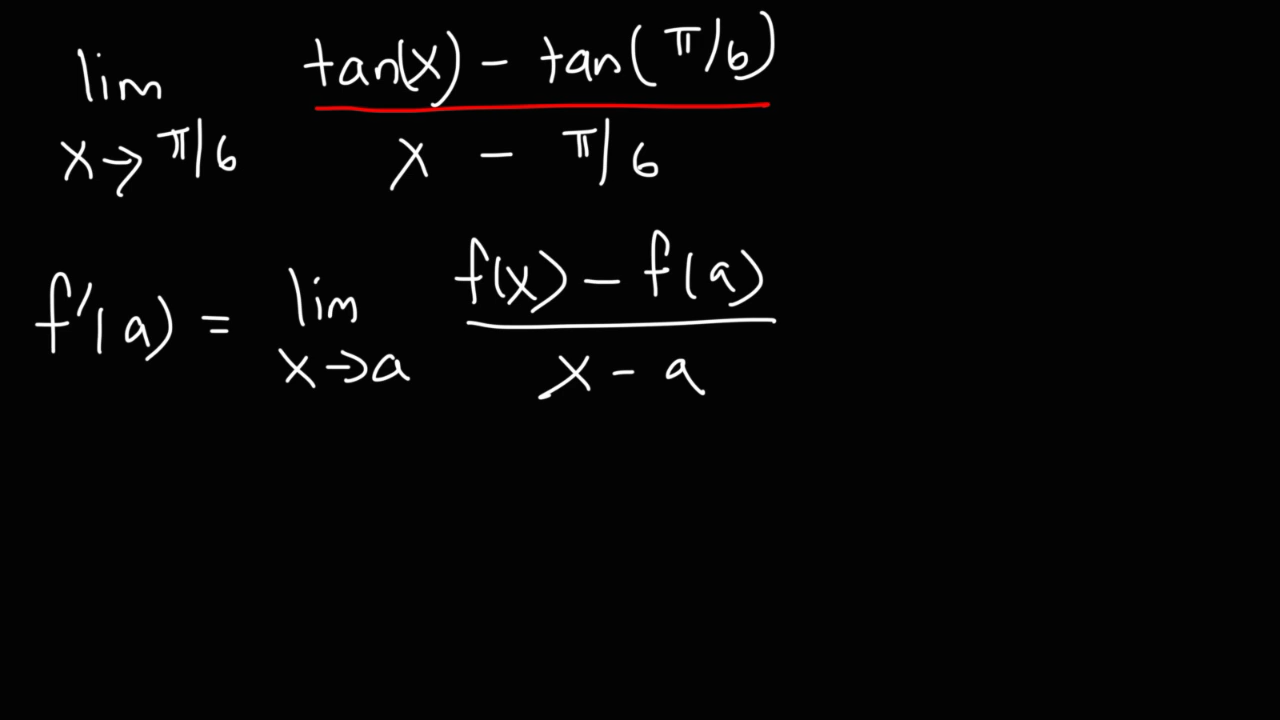 lim tan(x) - tan(π/6)
x→π/6 x - π/6
f'(a) = lim f(x) - f(a)
x→a x - a